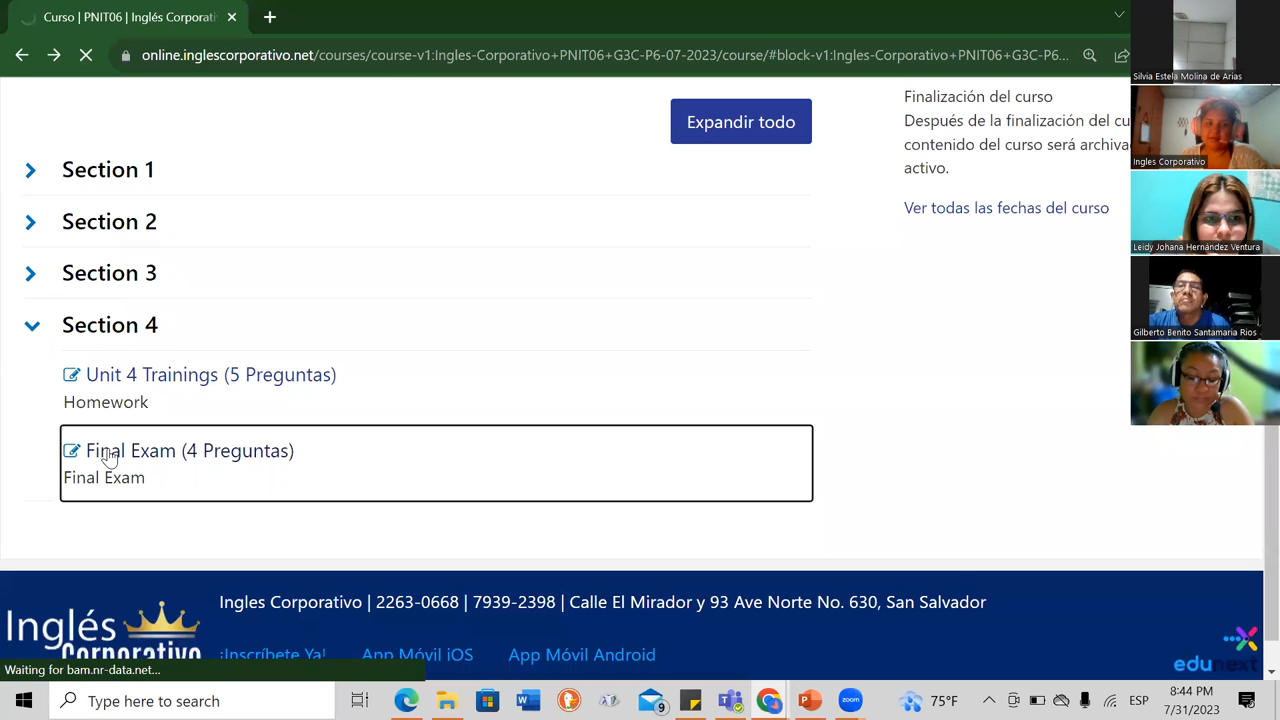 Curso | PNIT06 | Inglés Corporati
online.inglescorporativo.net/courses/course-v1:Ingles-Corporativo+PNIT06+G3C-P6-07-2023/course/#block-v1:Ingles-Corporativo+PNIT06+G3C-P6...
Expandir todo
Section 1
Section 2
Section 3
Section 4
Unit 4 Trainings (5 Preguntas)
Homework
Final Exam (4 Preguntas)
Final Exam
Finalización del curso
Después de la finalización del cu
contenido del curso será archiva
activo.
Ver todas las fechas del curso
Silvia Estela Molina de Arias
Ingles Corporativo
Leidy Johana Hernández Ventura
Gilberto Benito Santamaria Rios
Ingles Corporativo | 2263-0668 | 7939-2398 | Calle El Mirador y 93 Ave Norte No. 630, San Salvador
Inglés
Corporativo
¡Inscríbete Ya!
App Móvil iOS
App Móvil Android
edunext
Waiting for bam.nr-data.net...
Type here to search
9
zoom
75°F
ESP
8:44 PM
7/31/2023